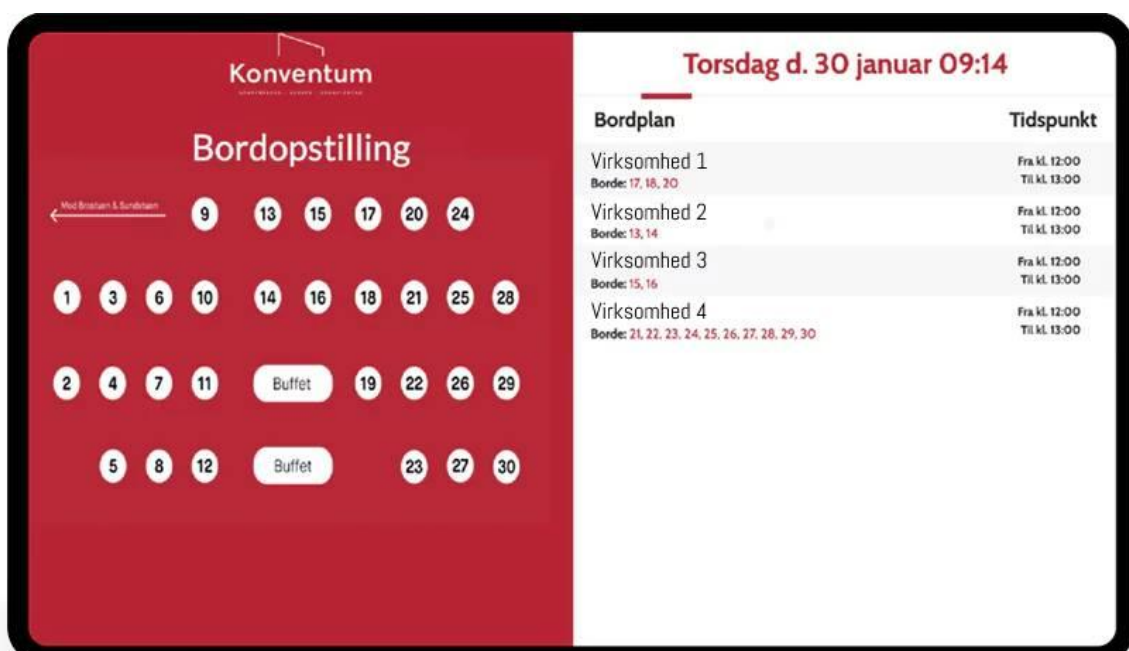 Konventum
Bordopstilling
9 13 15 17 20 24
1 3 6 10 14 16 18 21 25 28
2 4 7 11 Buffet 19 22 26 29
5 8 12 Buffet 23 27 30
Torsdag d. 30 januar 09:14
Bordplan Tidspunkt
Virksomhed 1 Fra kl. 12:00
Borde: 17, 18, 20 Til kl. 13:00
Virksomhed 2 Fra kl. 12:00
Borde: 13, 14 Til kl. 13:00
Virksomhed 3 Fra kl. 12:00
Borde: 15, 16 Til kl. 13:00
Virksomhed 4 Fra kl. 12:00
Borde: 21, 22, 23, 24, 25, 26, 27, 28, 29, 30 Til kl. 13:00